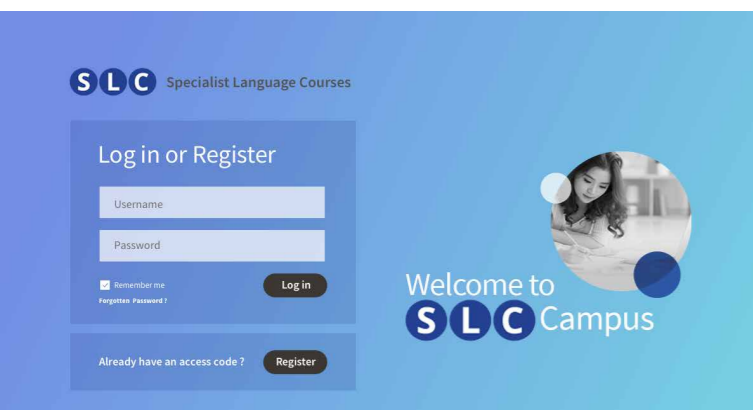 SLC Specialist Language Courses
Log in or Register
Username
Password
Remember me
Log in
Forgotten Password ?
Already have an access code ?
Register
Welcome to
SLC Campus